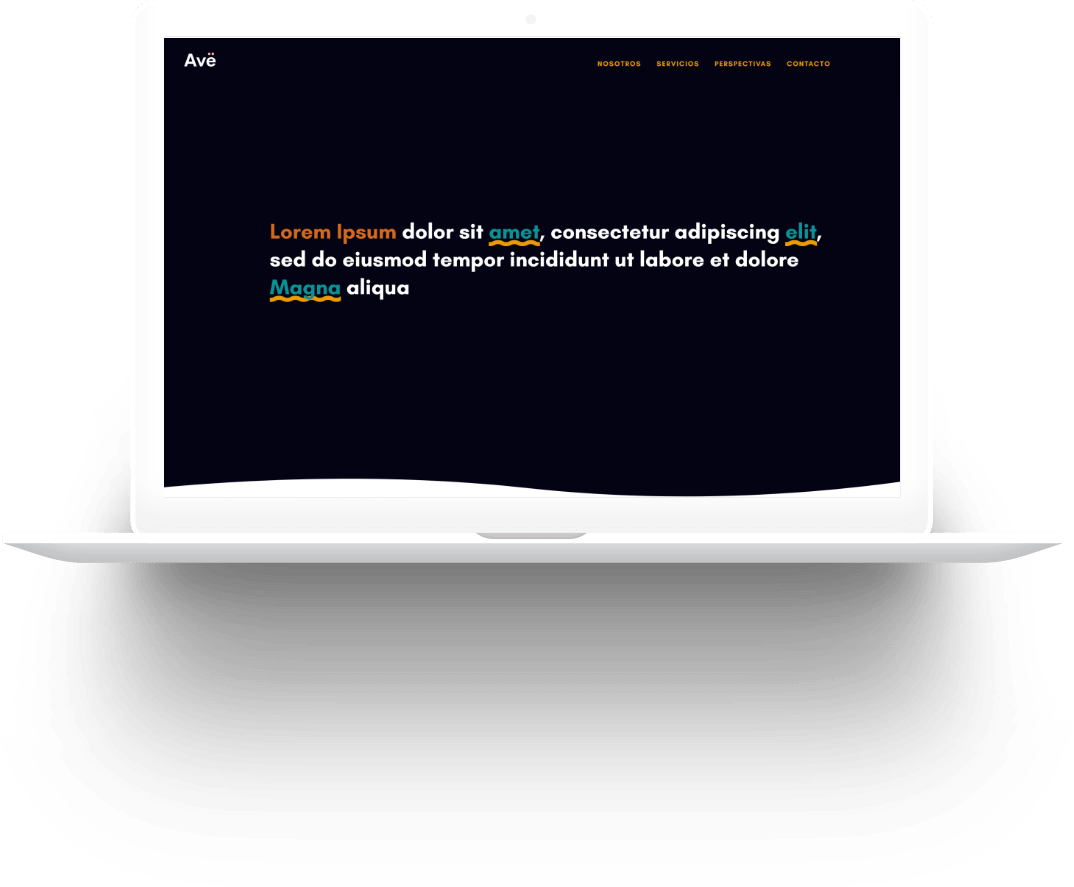 Avë
NOSOTROS SERVICIOS PERSPECTIVAS CONTACTO
Lorem Ipsum dolor sit amet, consectetur adipiscing elit,
sed do eiusmod tempor incididunt ut labore et dolore
Magna aliqua